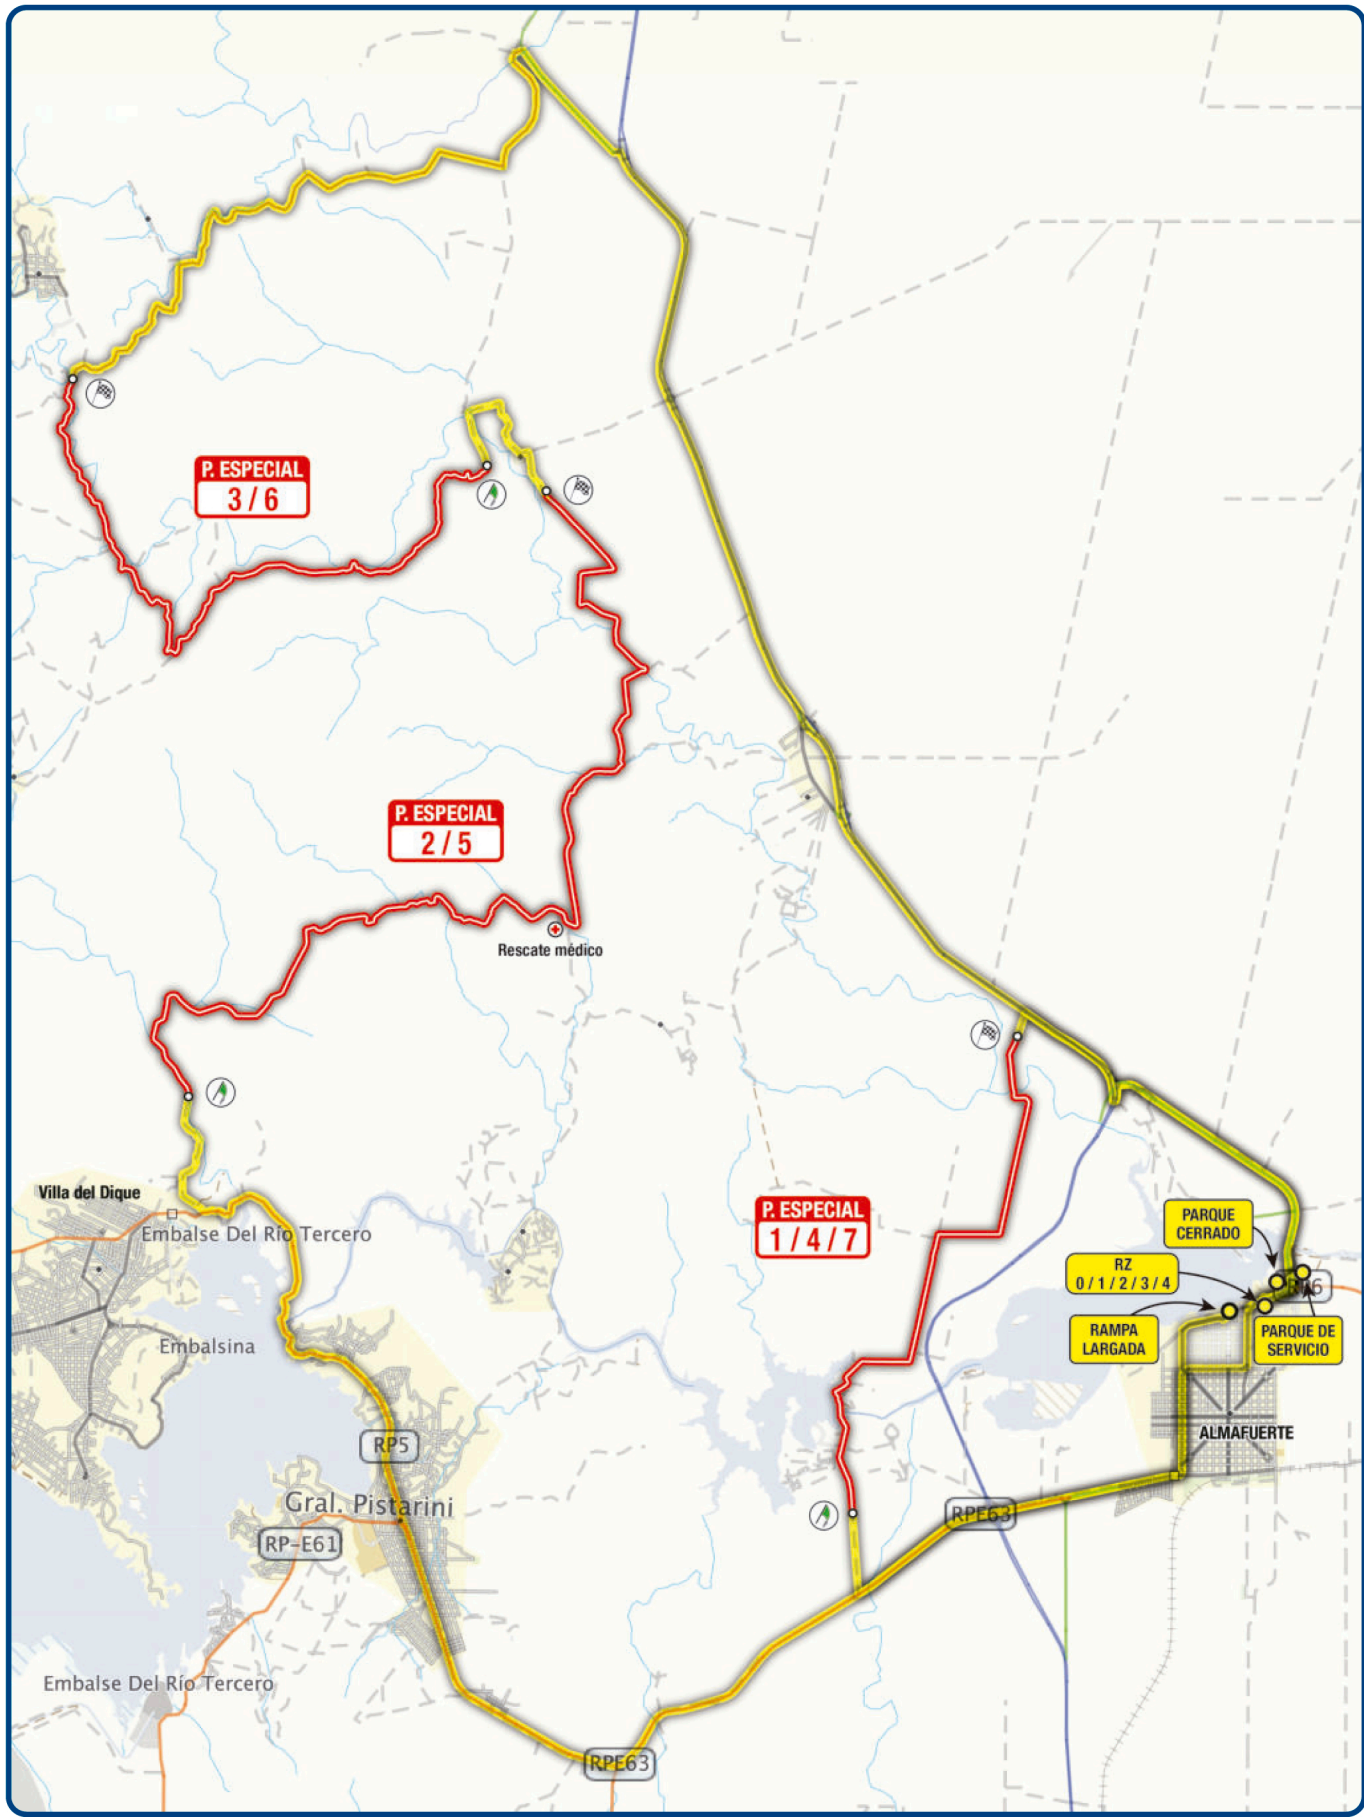 P. ESPECIAL
3 / 6
P. ESPECIAL
2 / 5
Rescate médico
Villa del Dique
Embalse Del Río Tercero
P. ESPECIAL
1 / 4 / 7
PARQUE
CERRADO
RZ
0 / 1 / 2 / 3 / 4
RAMPA
LARGADA
PARQUE DE
SERVICIO
Embalsina
ALMAFUERTE
RP5
Gral. Pistarini
RPE63
RP-E61
Embalse Del Río Tercero
RPE63